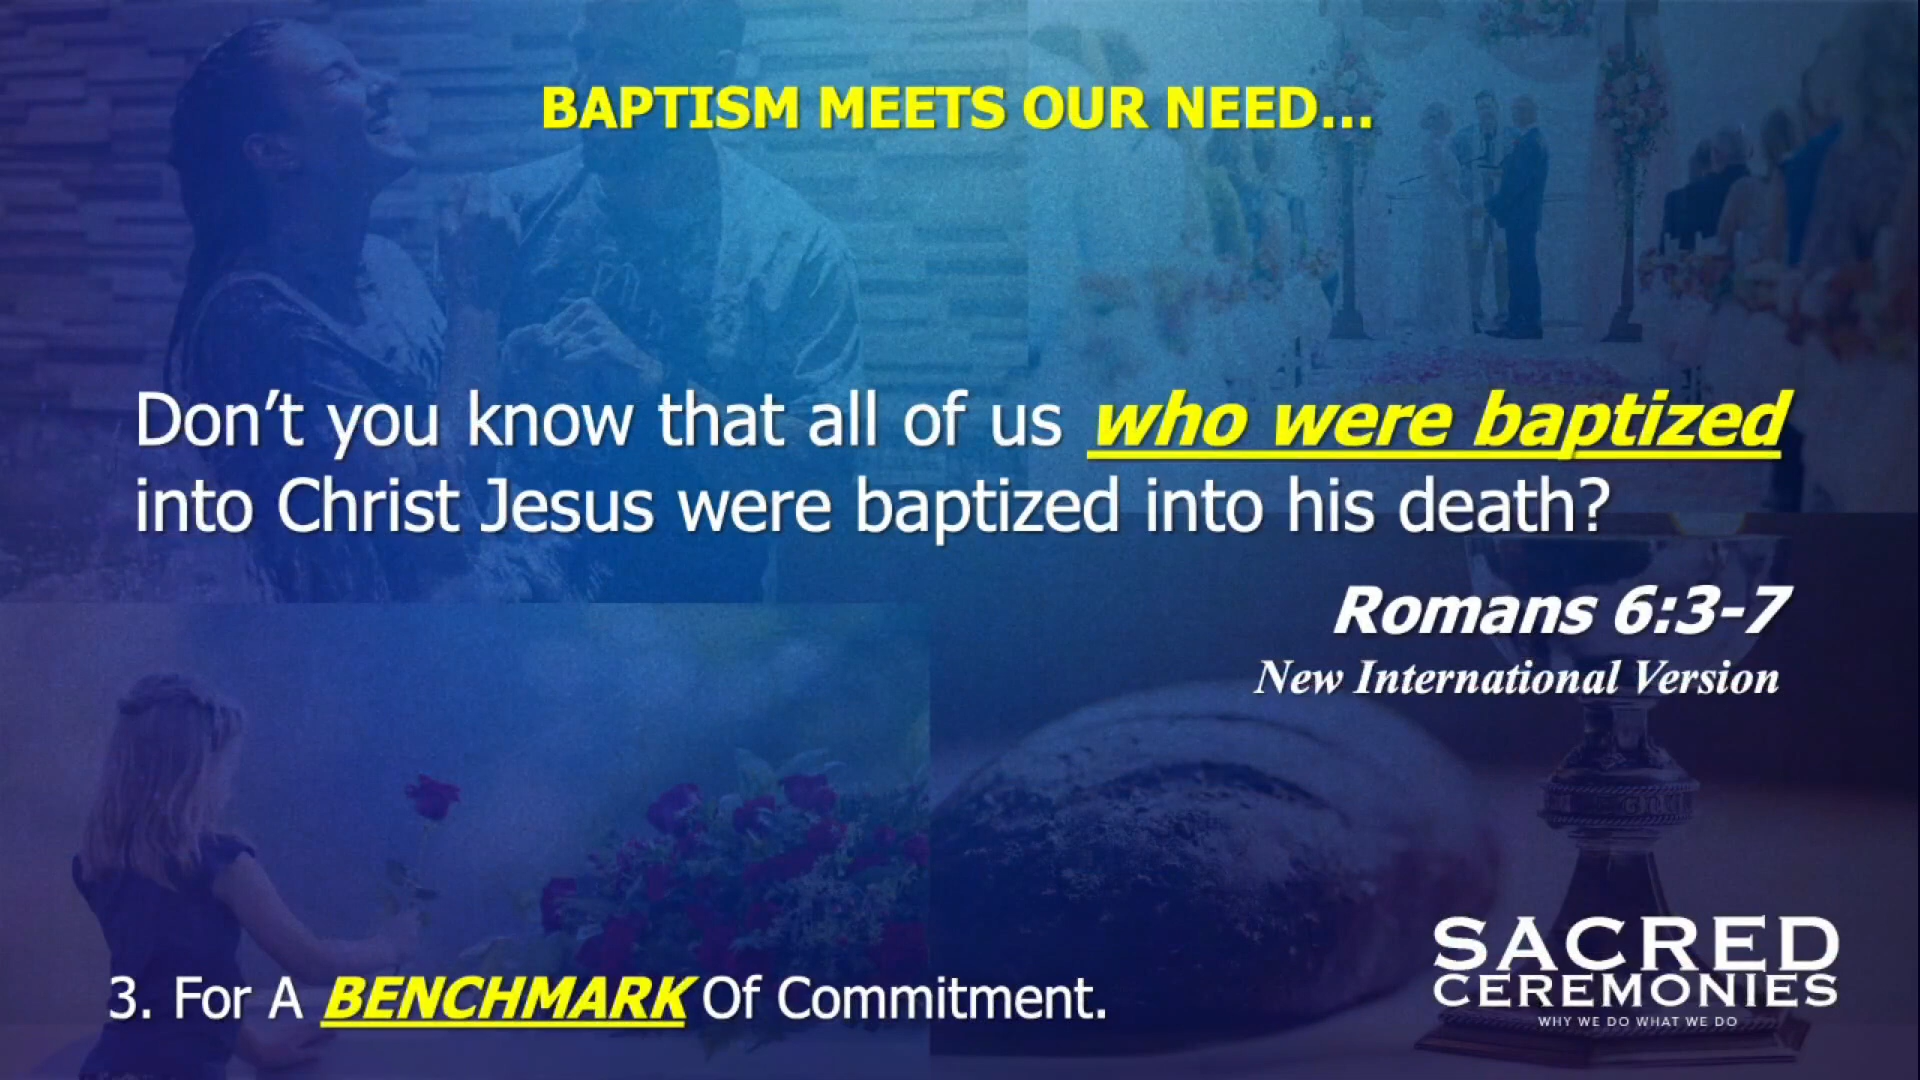 BAPTISM MEETS OUR NEED...
Don’t you know that all of us who were baptized
into Christ Jesus were baptized into his death?
Romans 6:3-7
New International Version
3. For A BENCHMARK Of Commitment.
SACRED
CEREMONIES
WHY WE DO WHAT WE DO